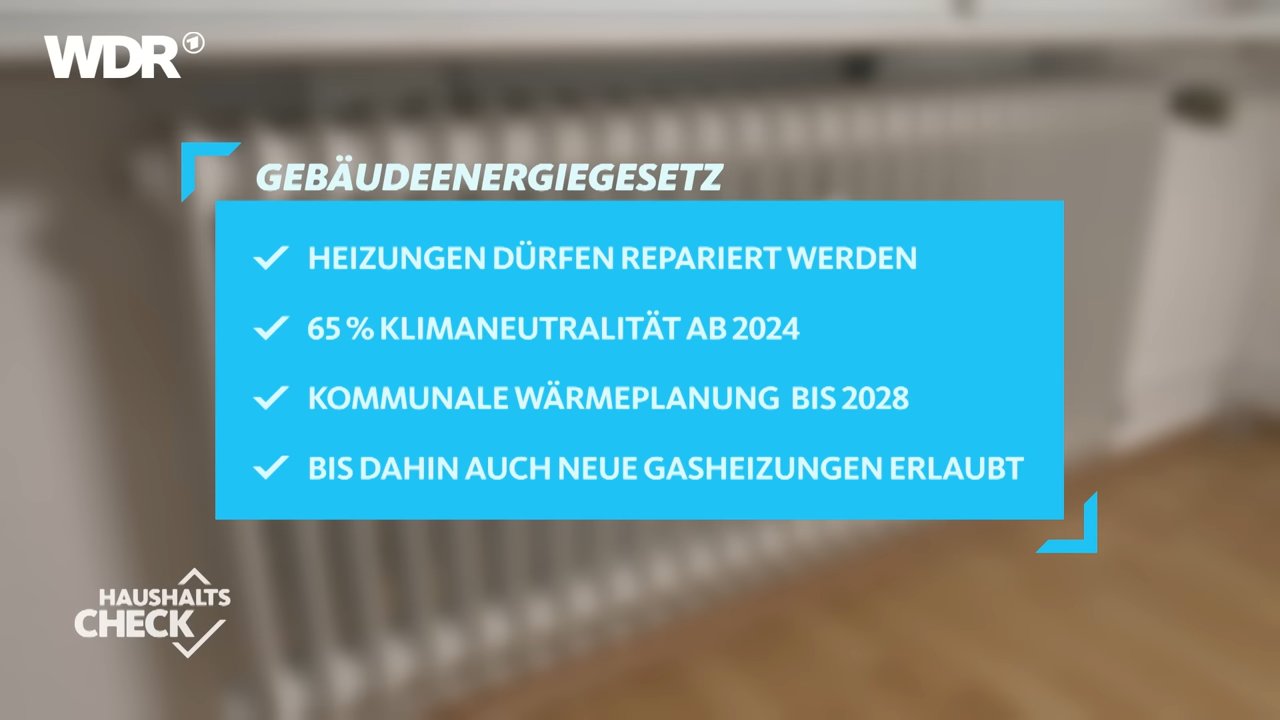 WDR
GEBÄUDEENERGIEGESETZ
HEIZUNGEN DÜRFEN REPARIERT WERDEN
65 % KLIMANEUTRALITÄT AB 2024
KOMMUNALE WÄRMEPLANUNG BIS 2028
BIS DAHIN AUCH NEUE GASHEIZUNGEN ERLAUBT
HAUSHALTS
CHECK